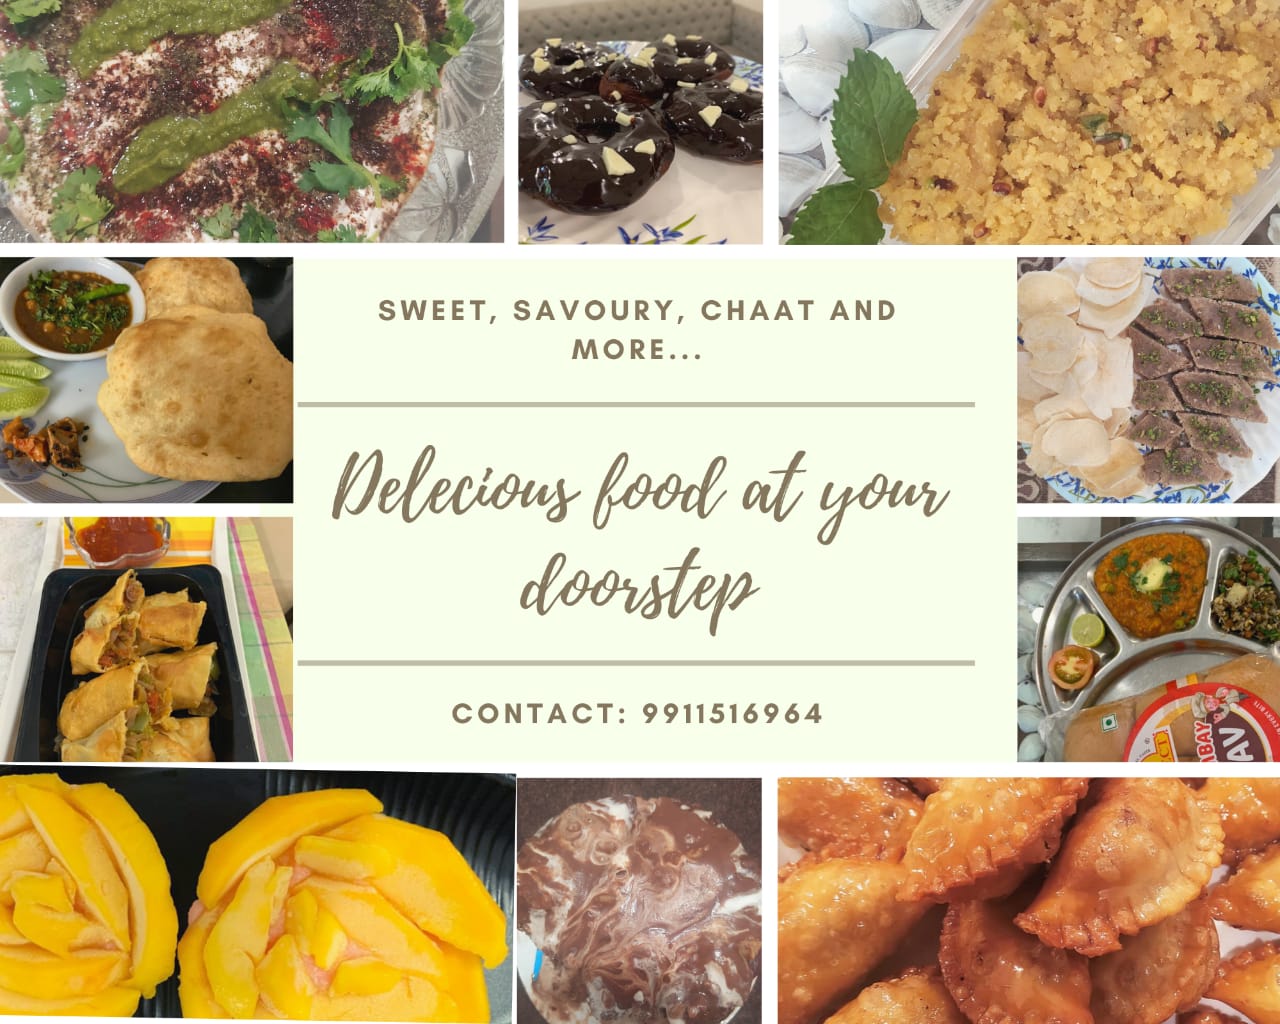 SWEET, SAVOURY, CHAAT AND
MORE...
Delecious food at your
doorstep
CONTACT: 9911516964